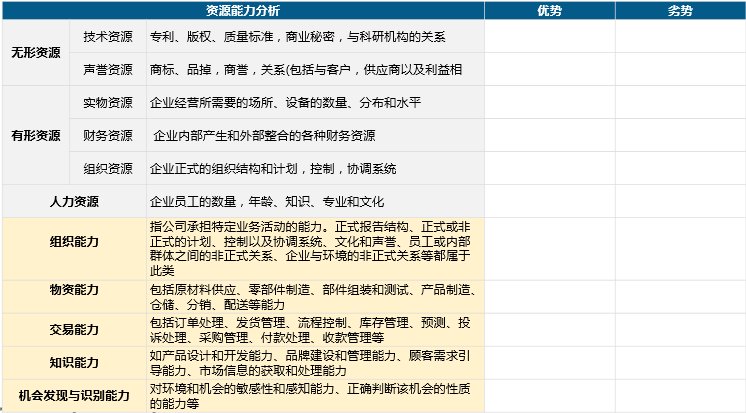 资源能力分析 优势 劣势
无形资源
技术资源 专利、版权、质量标准，商业秘密，与科研机构的关系
声誉资源 商标、品掉，商誉，关系(包括与客户，供应商以及利益相
有形资源
实物资源 企业经营所需要的场所、设备的数量、分布和水平
财务资源 企业内部产生和外部整合的各种财务资源
组织资源 企业正式的组织结构和计划，控制，协调系统
人力资源 企业员工的数量，年龄、知识、专业和文化
组织能力
指公司承担特定业务活动的能力。正式报告结构、正式或非
正式的计划、控制以及协调系统、文化和声誉、员工或内部
群体之间的非正式关系、企业与环境的非正式关系等都属于
此类
物资能力
包括原材料供应、零部件制造、部件组装和测试、产品制造、
仓储、分销、配送等能力
交易能力
包括订单处理、发货管理、流程控制、库存管理、预测、投
诉处理、采购管理、付款处理、收款管理等
知识能力
如产品设计和开发能力、品牌建设和管理能力、顾客需求引
导能力、市场信息的获取和处理能力
机会发现与识别能力
对环境和机会的敏感性和感知能力、正确判断该机会的性质
的能力等